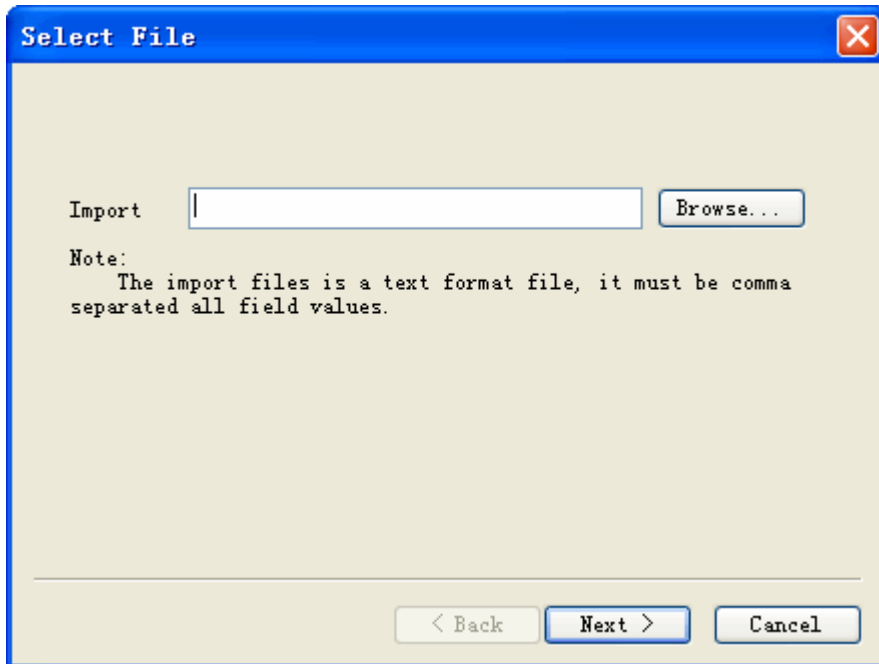 Select File
Import
Browse...
Note:
The import files is a text format file, it must be comma
separated all field values.
< Back
Next >
Cancel